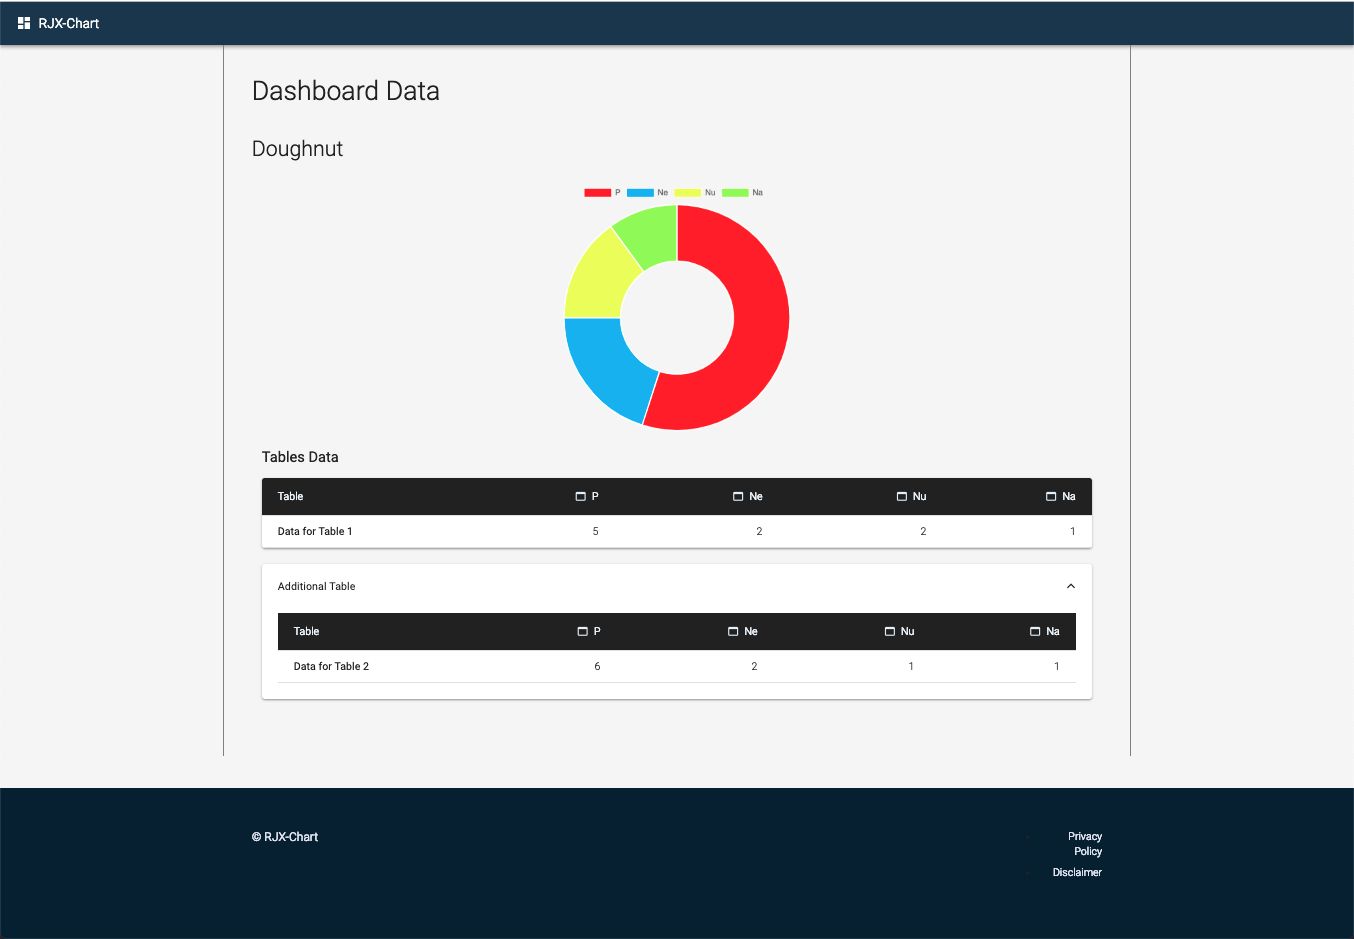 RJX-Chart
Dashboard Data
Doughnut
P Ne Nu Na
Tables Data
Table P Ne Nu Na
Data for Table 1 5 2 2 1
Additional Table
Table P Ne Nu Na
Data for Table 2 6 2 1 1
© RJX-Chart
Privacy
Policy
Disclaimer